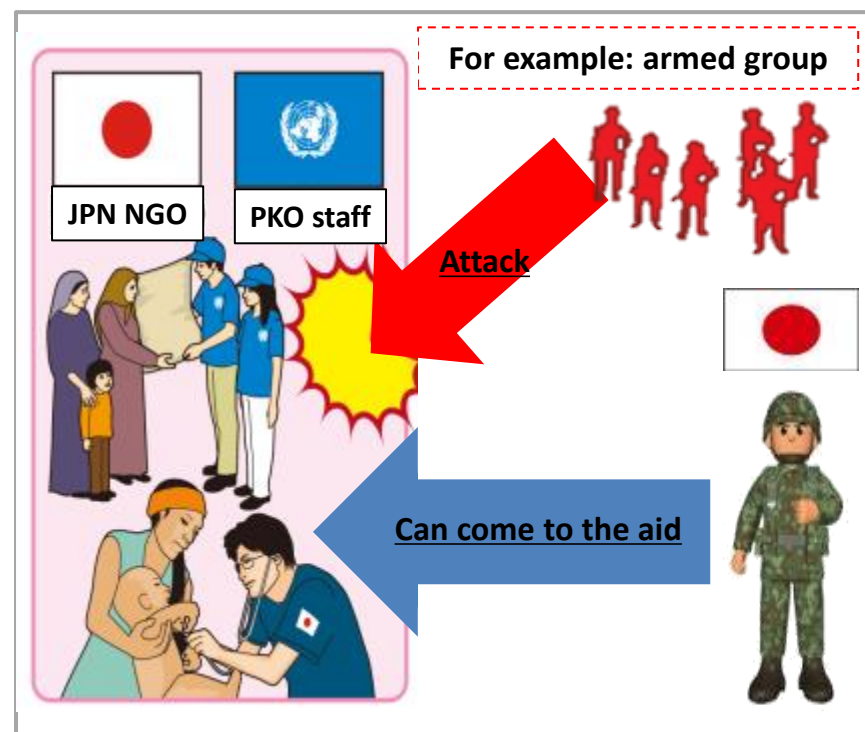 For example: armed group
JPN NGO
PKO staff
Attack
Can come to the aid